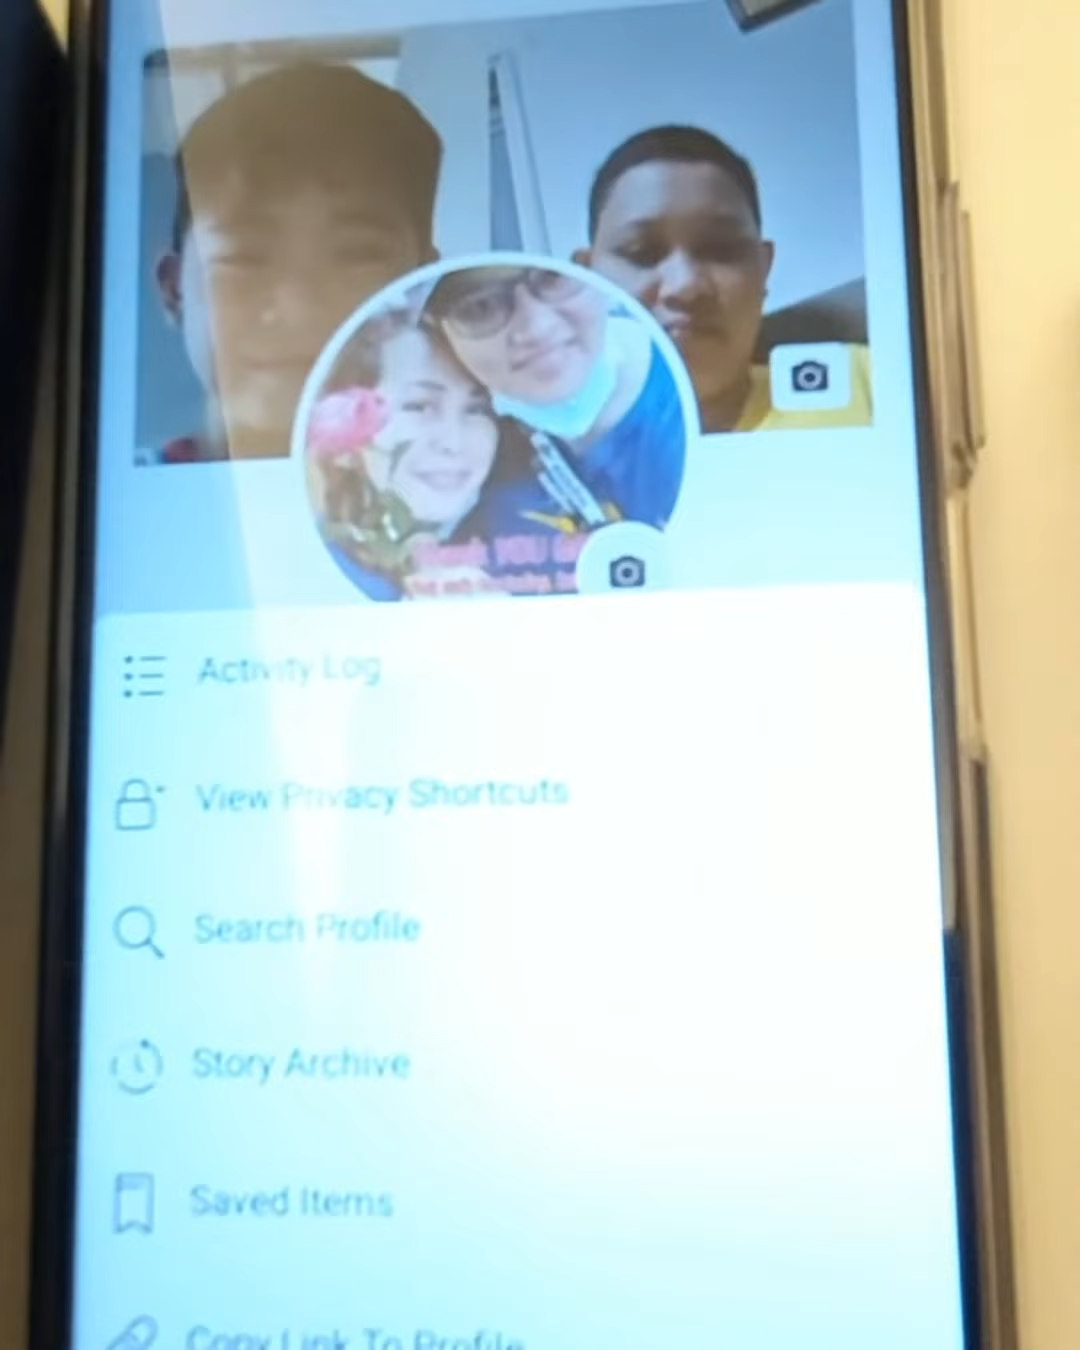 Activity Log
View Privacy Shortcuts
Search Profile
Story Archive
Saved Items
Copy Link To Profile